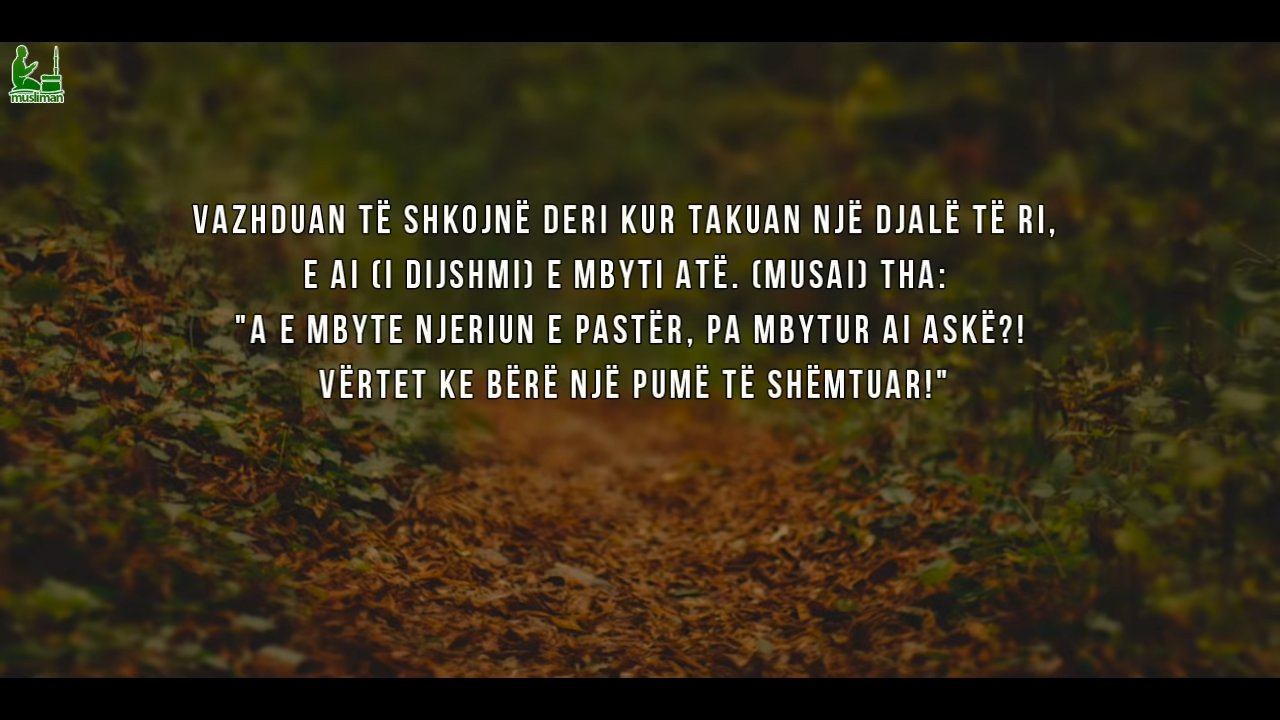 musliman
VAZHDUAN TË SHKOJNË DERI KUR TAKUAN NJË DJALË TË RI,
E AI (I DIJSHMI) E MBYTI ATË. (MUSAI) THA:
"A E MBYTE NJERIUN E PASTËR, PA MBYTUR AI ASKË?!
VËRTET KE BËRË NJË PUMË TË SHËMTUAR!"